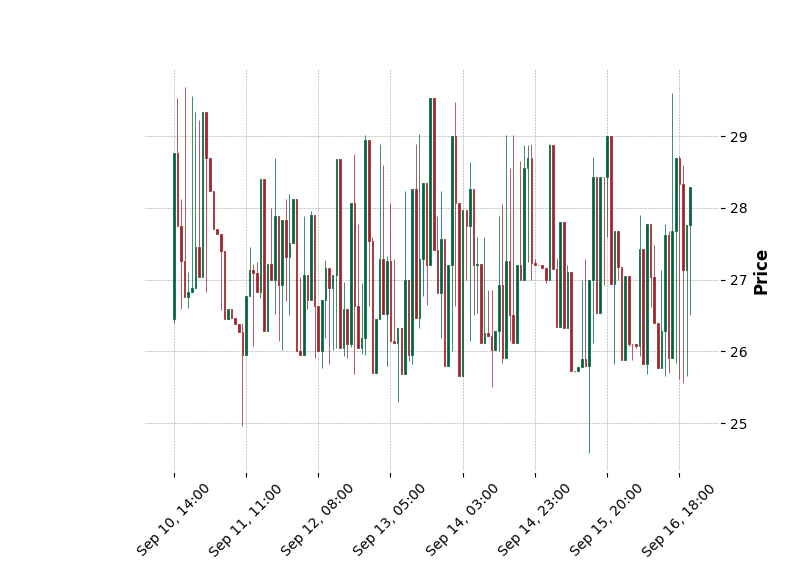 29
28
27
26
25
Price
Sep 10, 14:00
Sep 11, 11:00
Sep 12, 08:00
Sep 13, 05:00
Sep 14, 03:00
Sep 14, 23:00
Sep 15, 20:00
Sep 16, 18:00